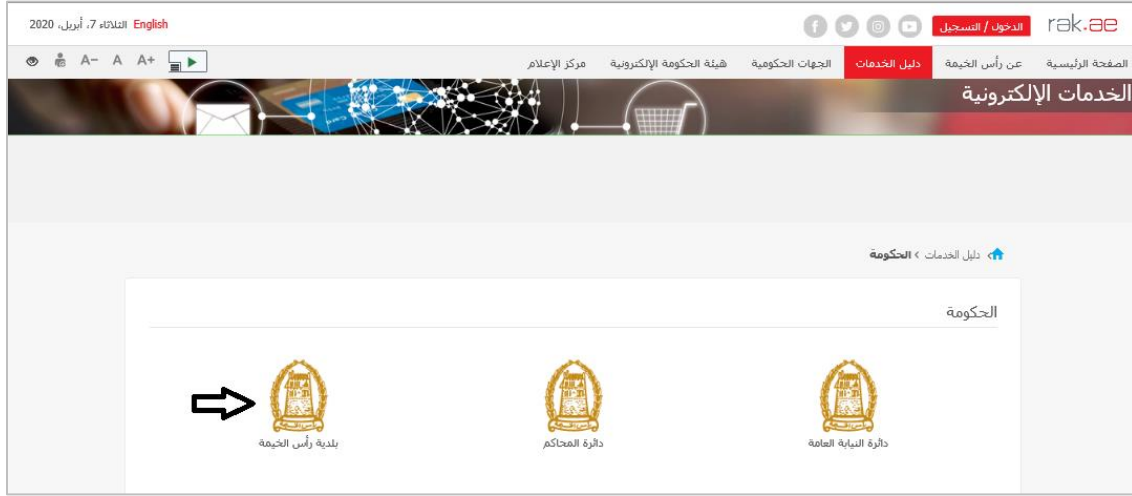 rak.ae
الدخول / التسجيل
English
الثلاثاء 7، أبريل، 2020
الصفحة الرئيسية
عن رأس الخيمة
دليل الخدمات
الجهات الحكومية
هيئة الحكومة الإلكترونية
مركز الإعلام
A+ A A-
الخدمات الإلكترونية
دليل الخدمات › الحكومة
الحكومة
دائرة النيابة العامة
دائرة المحاكم
بلدية رأس الخيمة